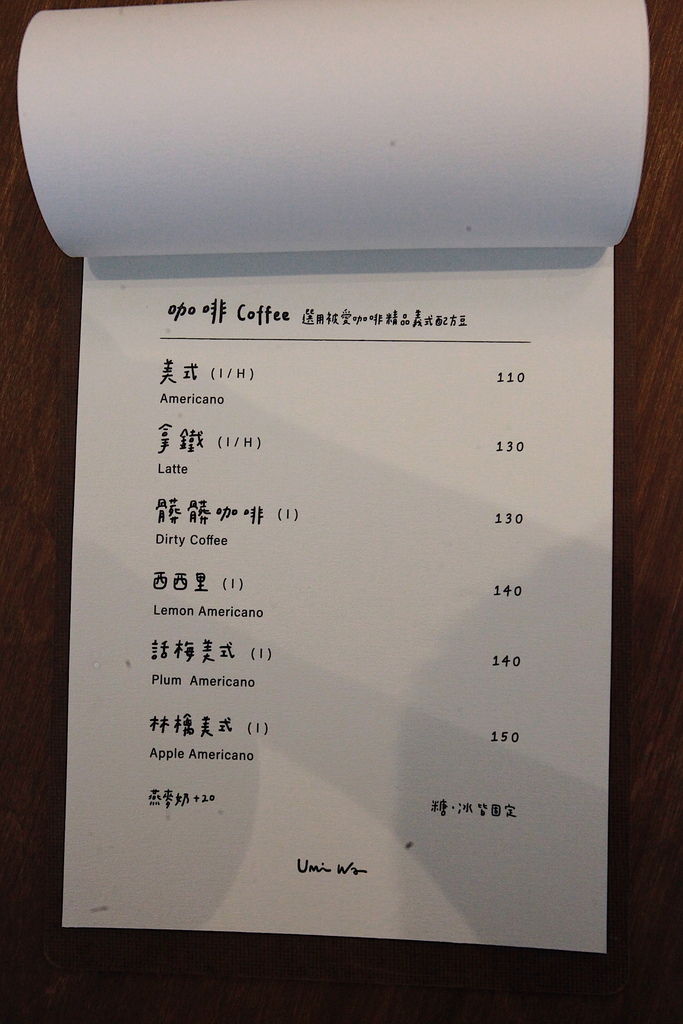 咖啡 Coffee 選用被愛咖啡精品義式配方豆
美式 (I/H) 110
Americano
拿鐵 (I/H) 130
Latte
髒髒咖啡 (I) 130
Dirty Coffee
西西里 (I) 140
Lemon Americano
話梅美式 (I) 140
Plum Americano
林檎美式 (I) 150
Apple Americano
燕麥奶+20 糖·冰皆固定
Umi Wa